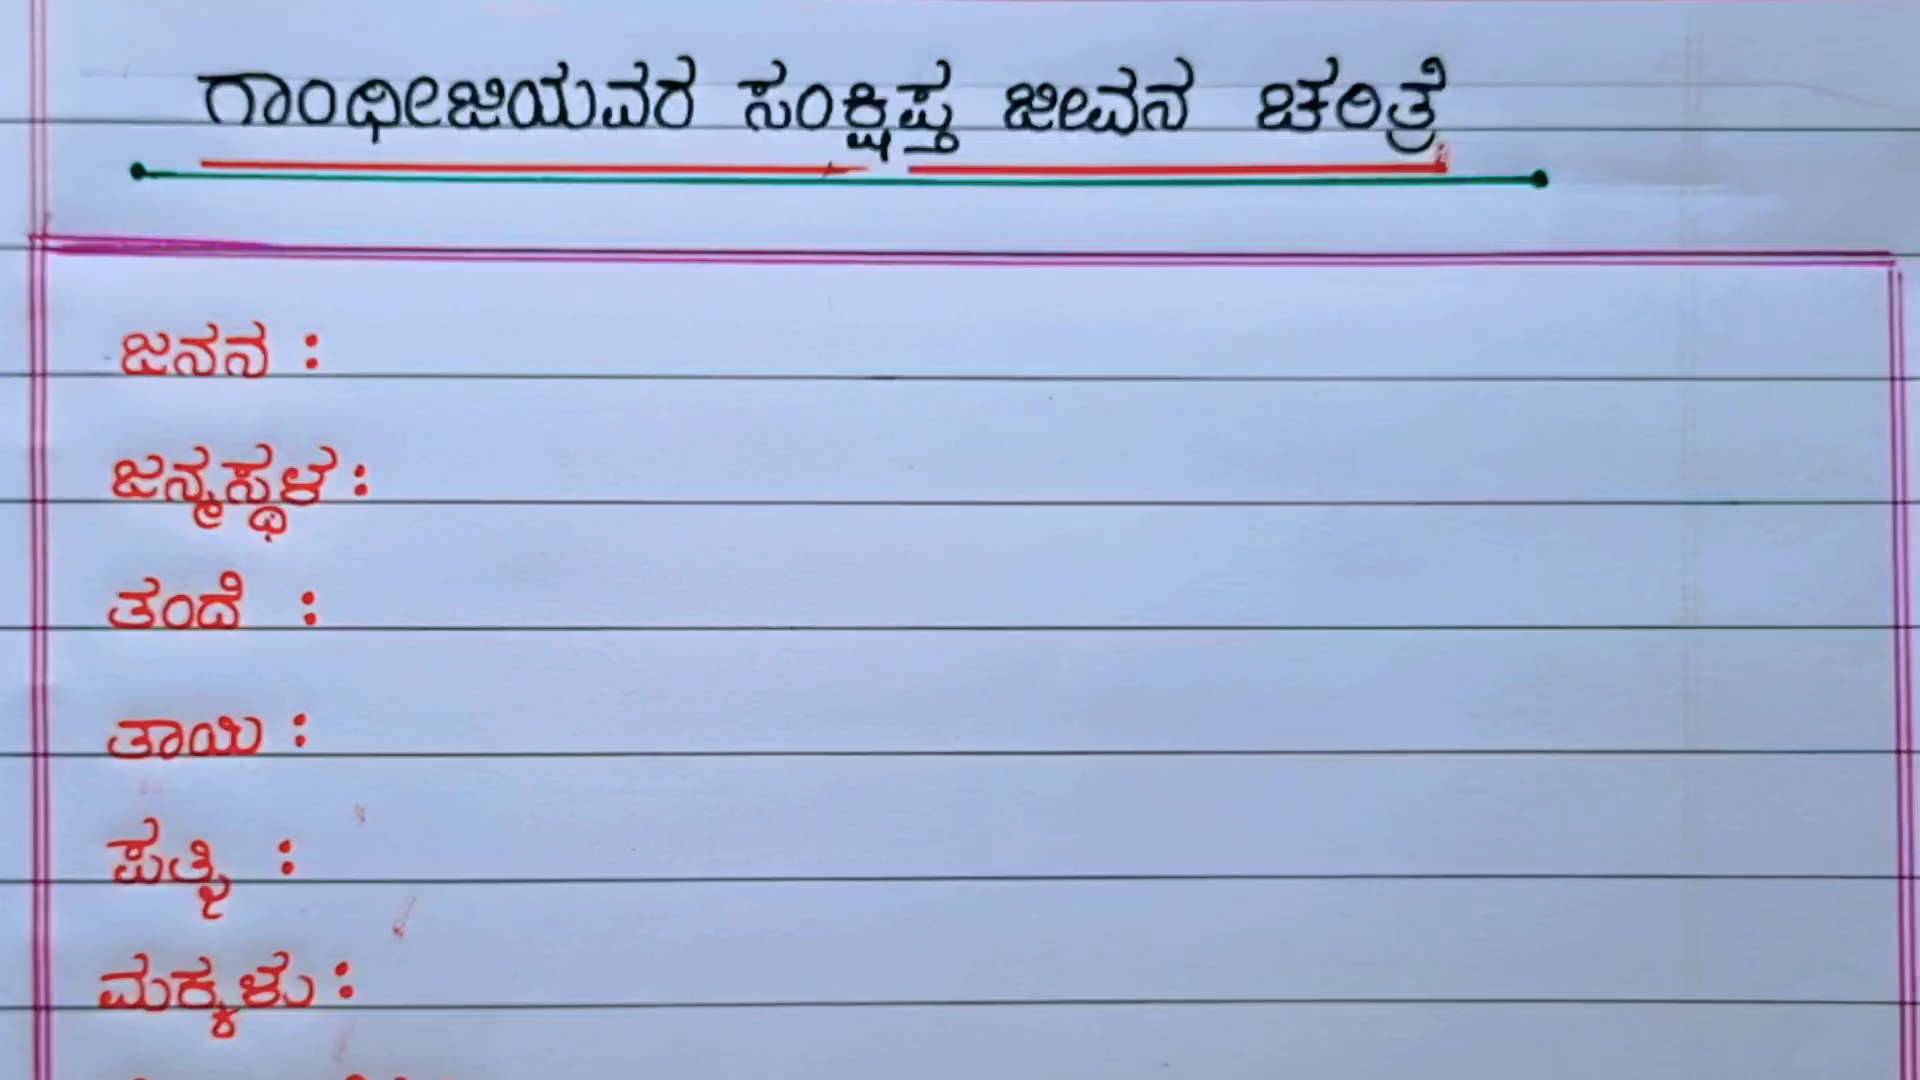 ಗಾಂಧೀಜಿಯವರ ಸಂಕ್ಷಿಪ್ತ ಜೀವನ ಚರಿತ್ರೆ
ಜನನ :
ಜನ್ಮಸ್ಥಳ :
ತಂದೆ :
ತಾಯಿ :
ಪತ್ನಿ :
ಮಕ್ಕಳು :